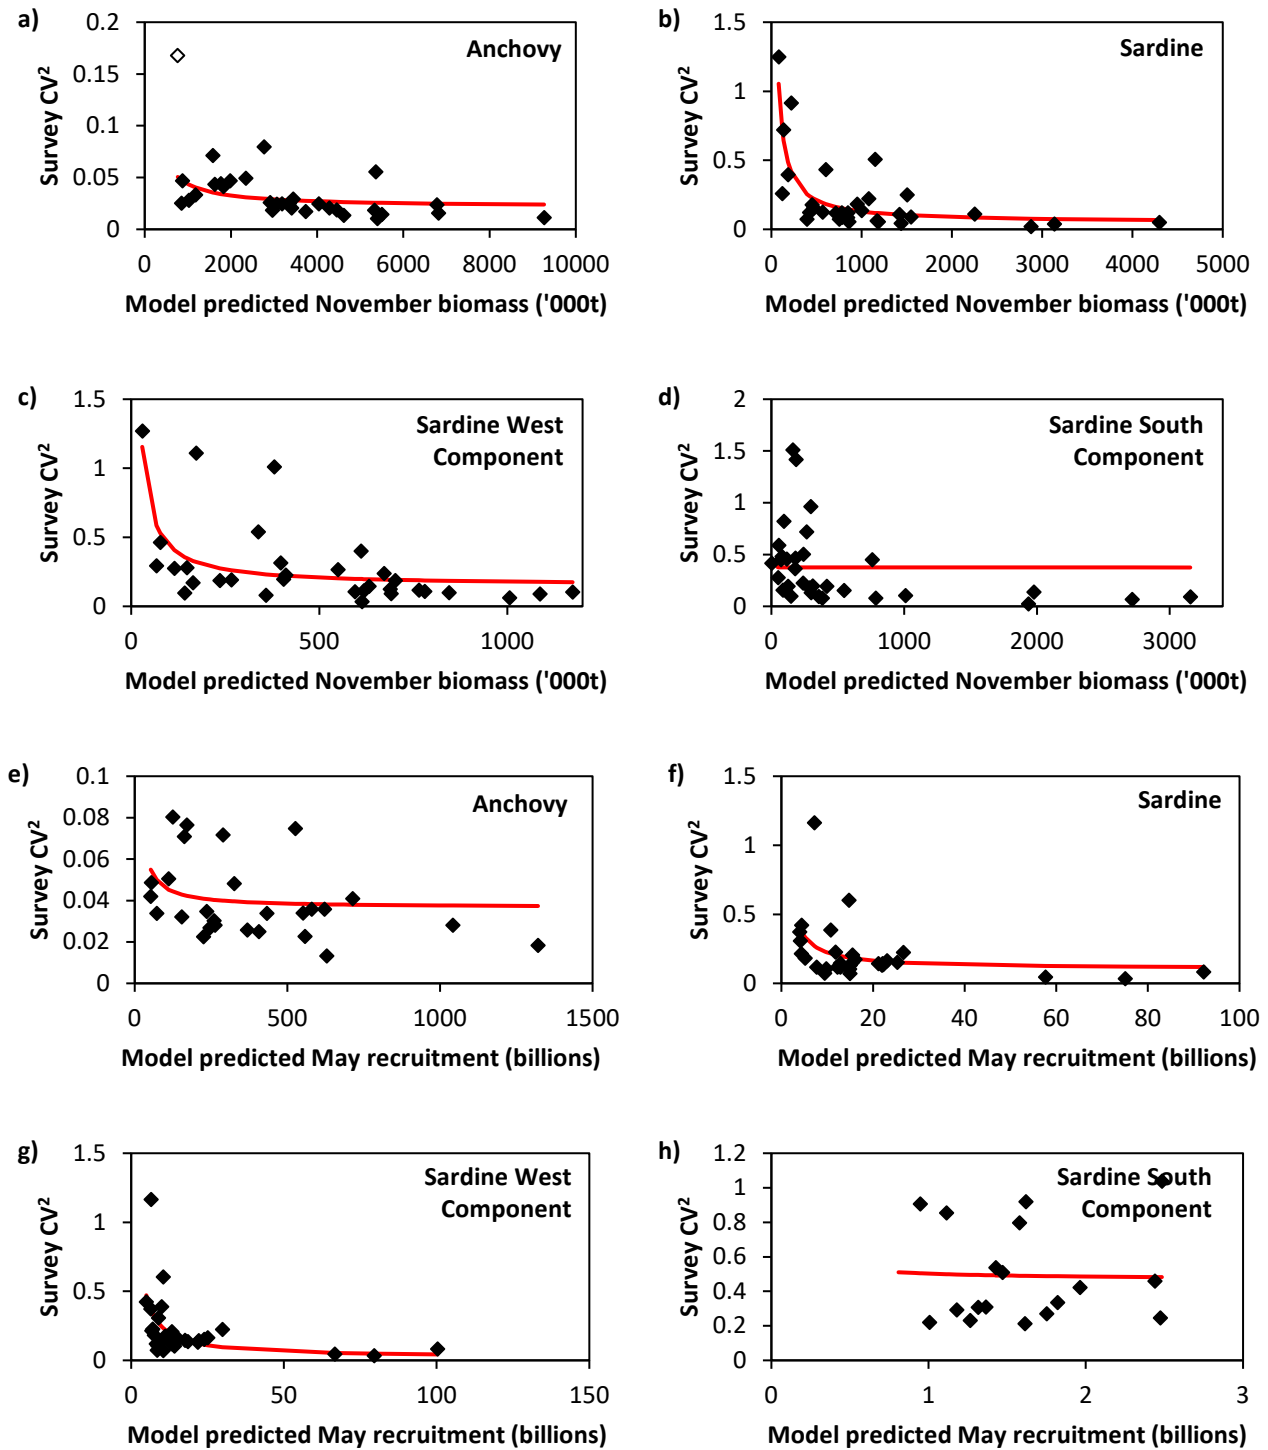 a)
Anchovy
Survey CV²
0.2
0.15
0.1
0.05
0
0 2000 4000 6000 8000 10000
Model predicted November biomass ('000t)
b)
Sardine
Survey CV²
1.5
1
0.5
0
0 1000 2000 3000 4000 5000
Model predicted November biomass ('000t)
c)
Sardine West
Component
Survey CV²
1.5
1
0.5
0
0 500 1000
Model predicted November biomass ('000t)
d)
Sardine South
Component
Survey CV²
2
1.5
1
0.5
0
0 1000 2000 3000
Model predicted November biomass ('000t)
e)
Anchovy
Survey CV²
0.1
0.08
0.06
0.04
0.02
0
0 500 1000 1500
Model predicted May recruitment (billions)
f)
Sardine
Survey CV²
1.5
1
0.5
0
0 20 40 60 80 100
Model predicted May recruitment (billions)
g)
Sardine West
Component
Survey CV²
1.5
1
0.5
0
0 50 100 150
Model predicted May recruitment (billions)
h)
Sardine South
Component
Survey CV²
1.2
1
0.8
0.6
0.4
0.2
0
0 1 2 3
Model predicted May recruitment (billions)